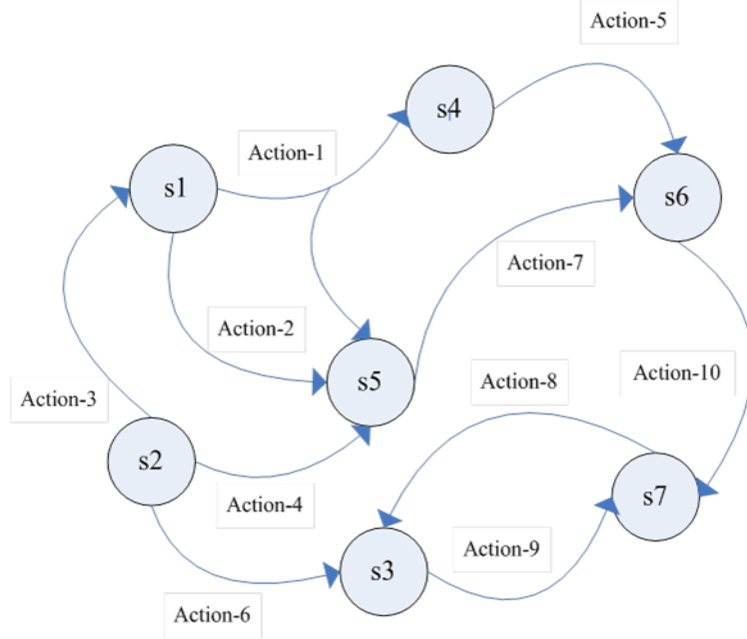 Action-5
s4
Action-1
s1
s6
Action-7
Action-2
Action-10
s5
Action-8
Action-3
s2
s7
Action-4
Action-9
s3
Action-6